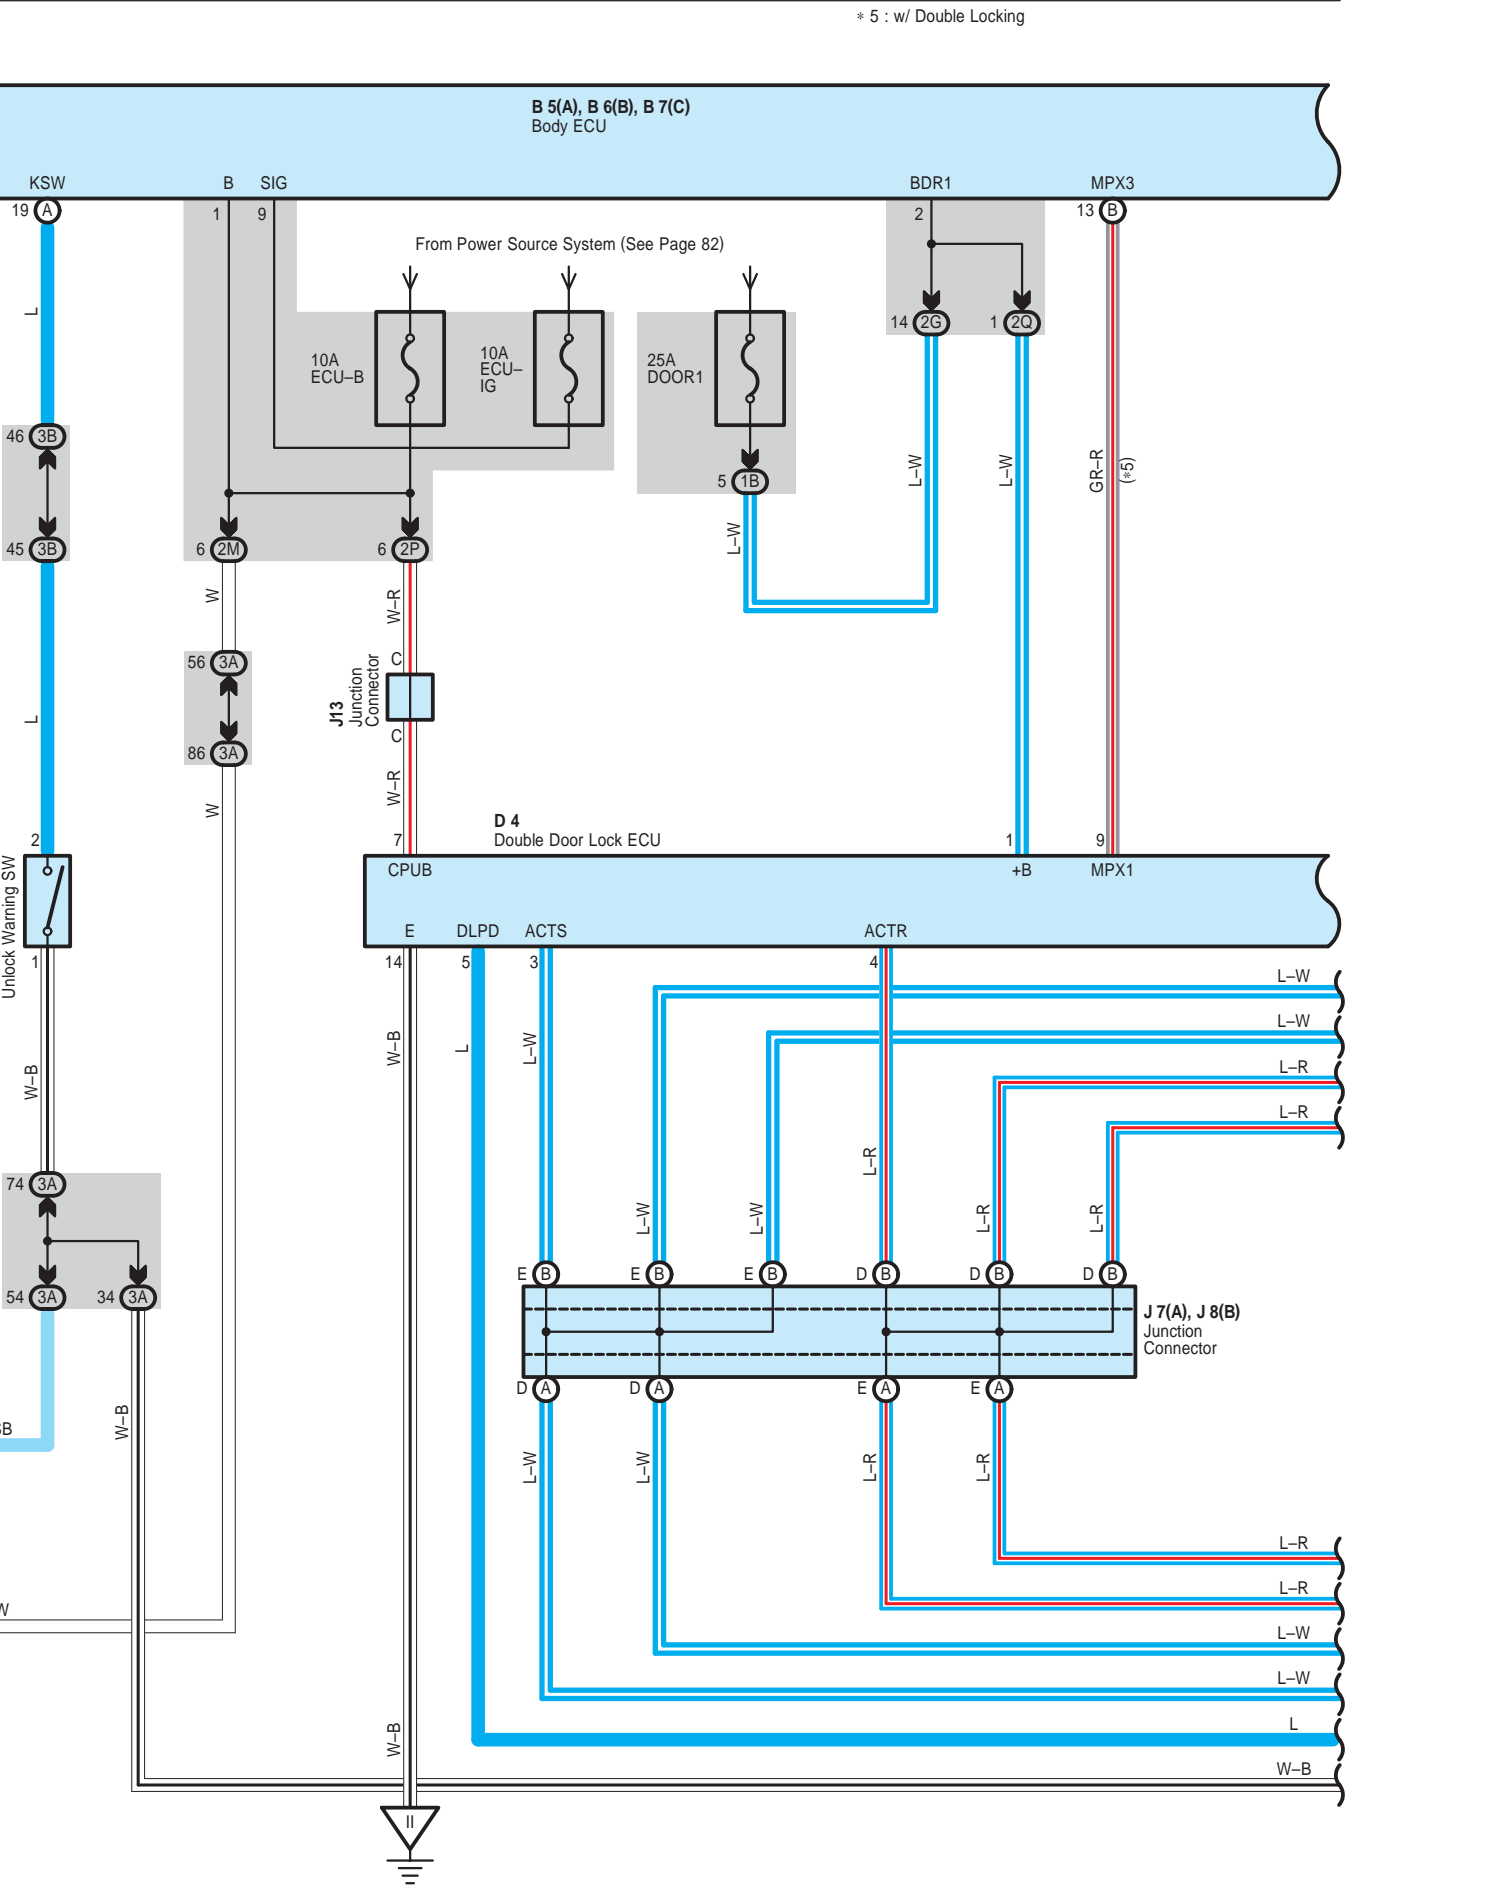 * 5 : w/ Double Locking
B 5(A), B 6(B), B 7(C)
Body ECU
KSW
B
SIG
BDR1
MPX3
19 A
1
9
2
13 B
From Power Source System (See Page 82)
L
10A
ECU–B
10A
ECU–
IG
25A
DOOR1
14 2G
1 2Q
46 3B
5 1B
L–W
L–W
GR–R
(*5)
L–W
45 3B
6 2M
6 2P
W
W–R
56 3A
C
J13
Junction
Connector
L
86 3A
C
W
W–R
2
7
D 4
Double Door Lock ECU
1
9
Unlock Warning SW
CPUB
+B
MPX1
E
DLPD
ACTS
ACTR
1
14
5
3
4
L–W
L–W
L–R
L–R
W–B
W–B
L
L–W
L–R
L–W
L–W
L–R
L–R
74 3A
54 3A
34 3A
E B
E B
E B
D B
D B
D B
J 7(A), J 8(B)
Junction
Connector
D A
D A
E A
E A
W–B
L–W
L–W
L–R
L–R
L–R
L–R
L–W
L–W
L
W–B
W–B
II